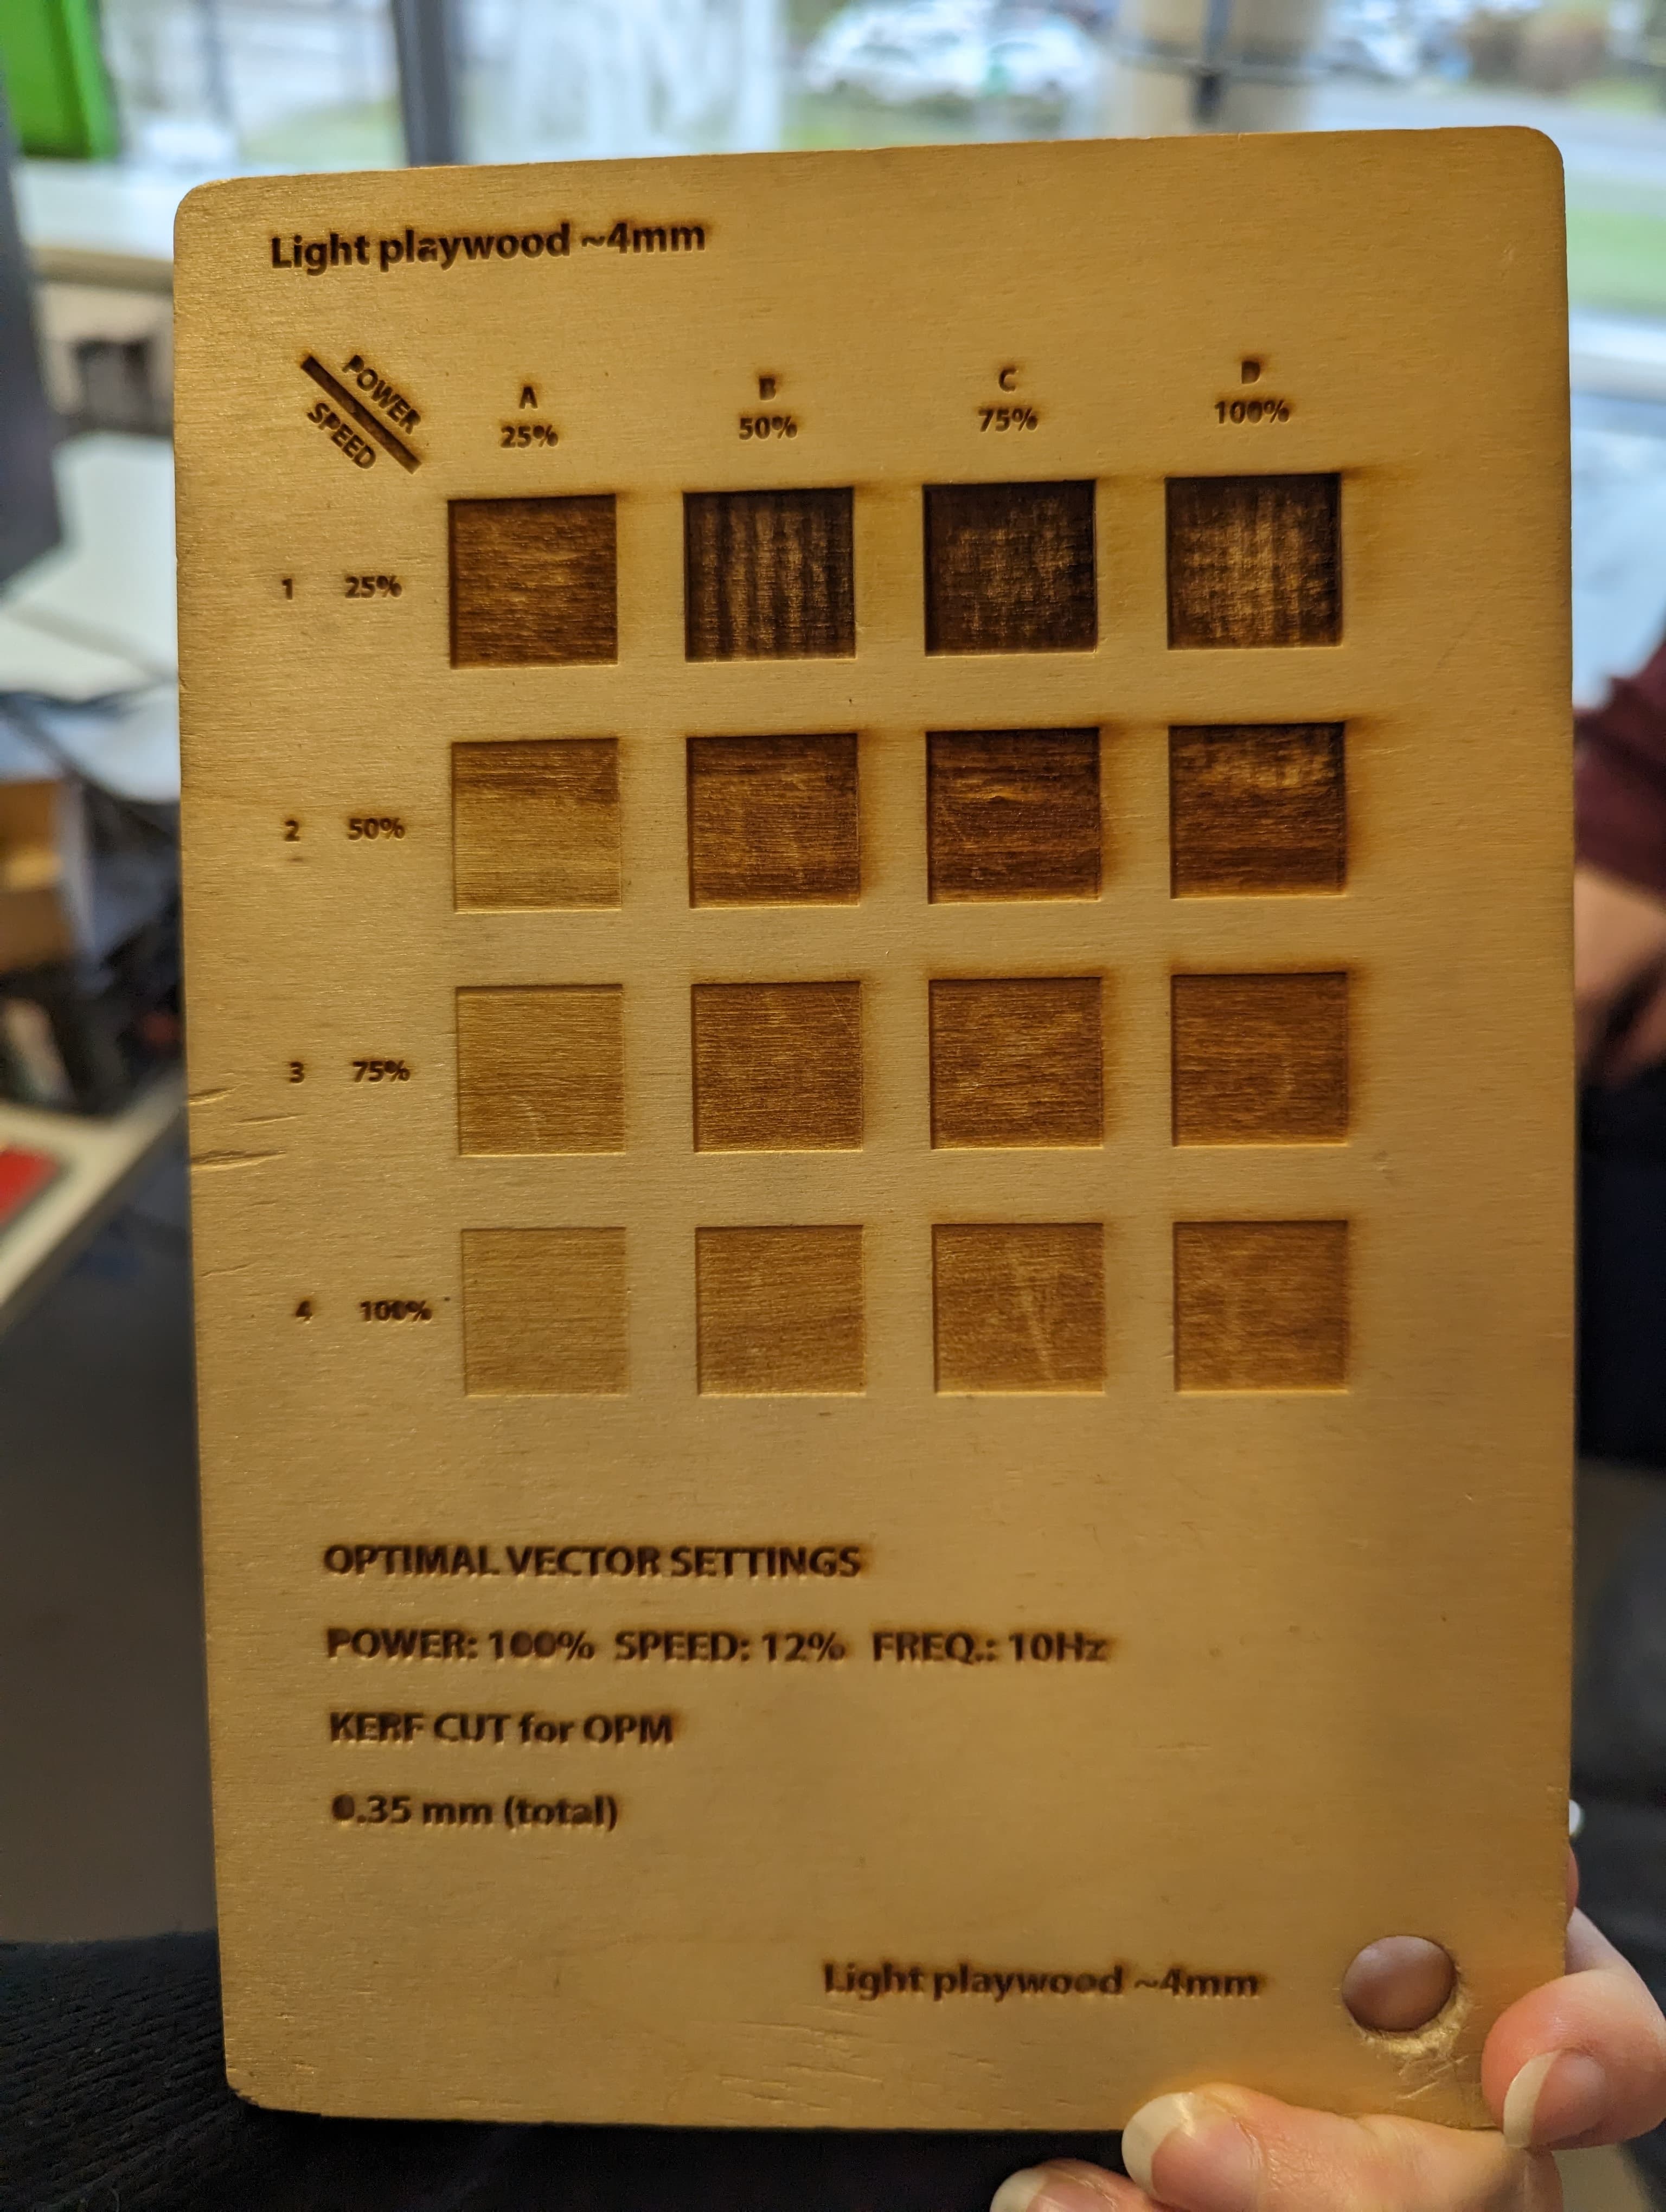 Light playwood ~4mm
POWER
SPEED
A B C D
25% 50% 75% 100%
1 25%
2 50%
3 75%
4 100%
OPTIMAL VECTOR SETTINGS
POWER: 100% SPEED: 12% FREQ.: 10Hz
KERF CUT for OPM
0.35 mm (total)
Light playwood ~4mm